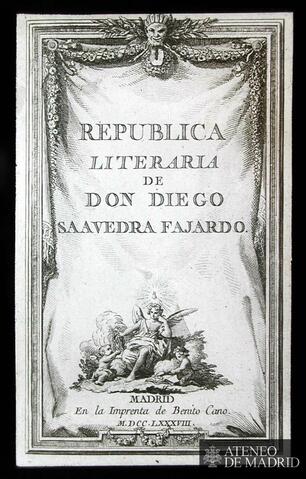 REPUBLICA
LITERARIA
DE
DON DIEGO
SAAVEDRA FAJARDO.
MADRID
En la Imprenta de Benito Cano.
M.DCC.LXXXVIII.
ATENEO
DE MADRID